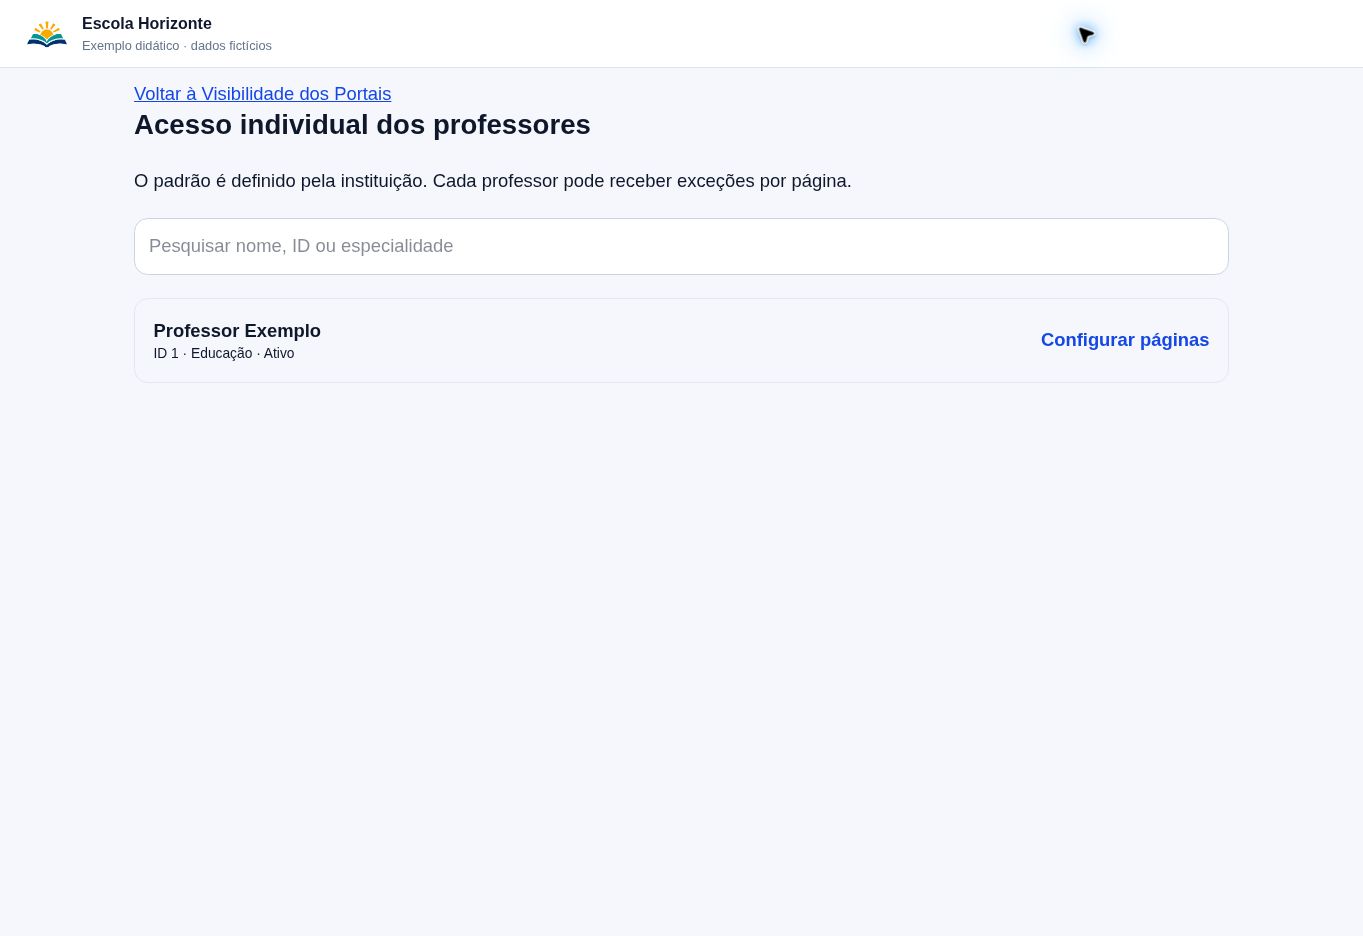 Escola Horizonte
Exemplo didático · dados fictícios
Voltar à Visibilidade dos Portais
Acesso individual dos professores
O padrão é definido pela instituição. Cada professor pode receber exceções por página.
Pesquisar nome, ID ou especialidade
Professor Exemplo
ID 1 · Educação · Ativo
Configurar páginas